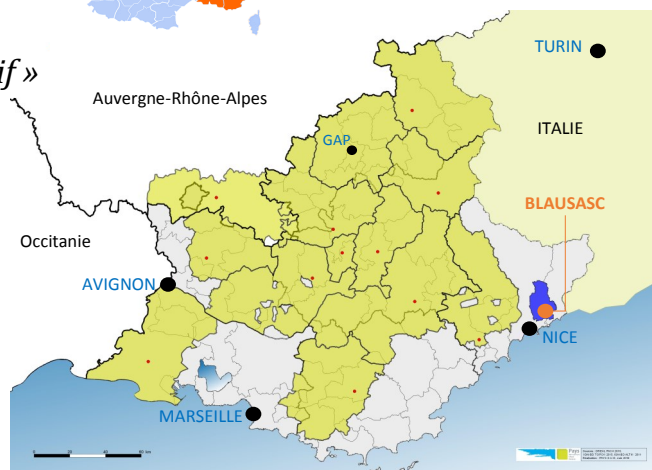 if »
TURIN
Auvergne-Rhône-Alpes
ITALIE
GAP
BLAUSASC
Occitanie
AVIGNON
NICE
MARSEILLE